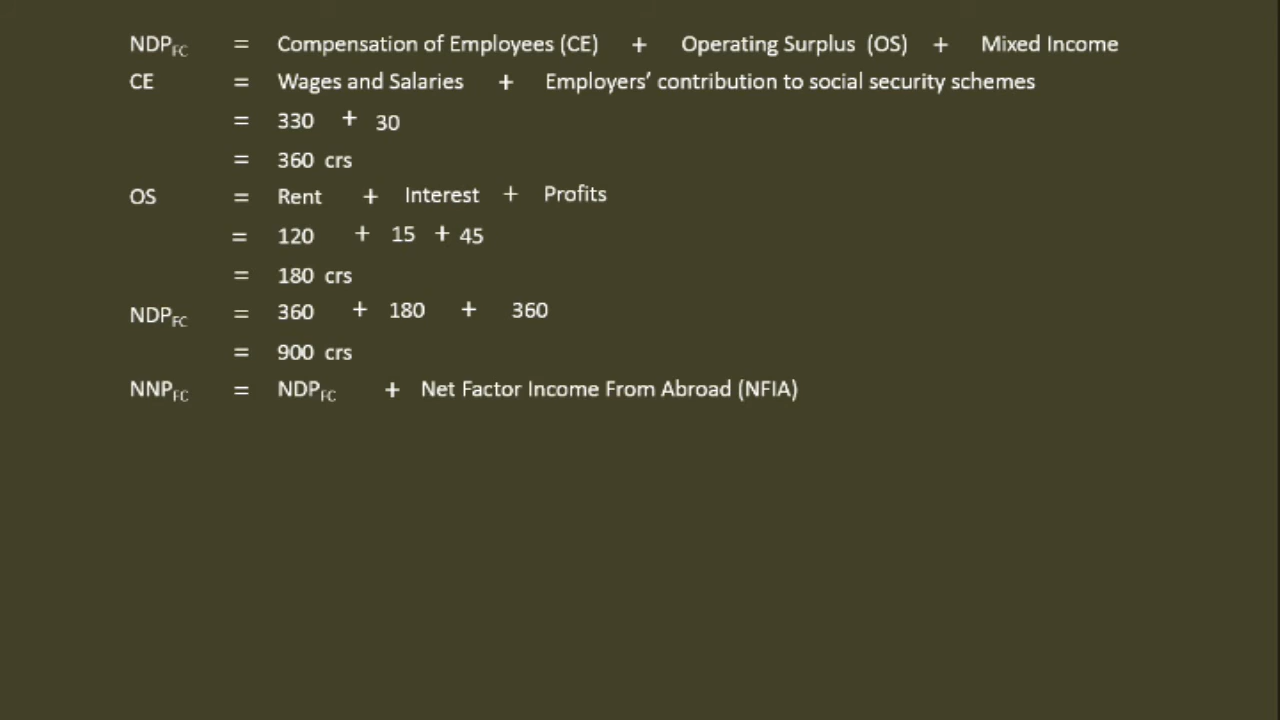 NDPFC = Compensation of Employees (CE) + Operating Surplus (OS) + Mixed Income
CE = Wages and Salaries + Employers' contribution to social security schemes
= 330 + 30
= 360 crs
OS = Rent + Interest + Profits
= 120 + 15 + 45
= 180 crs
NDPFC = 360 + 180 + 360
= 900 crs
NNPFC = NDPFC + Net Factor Income From Abroad (NFIA)